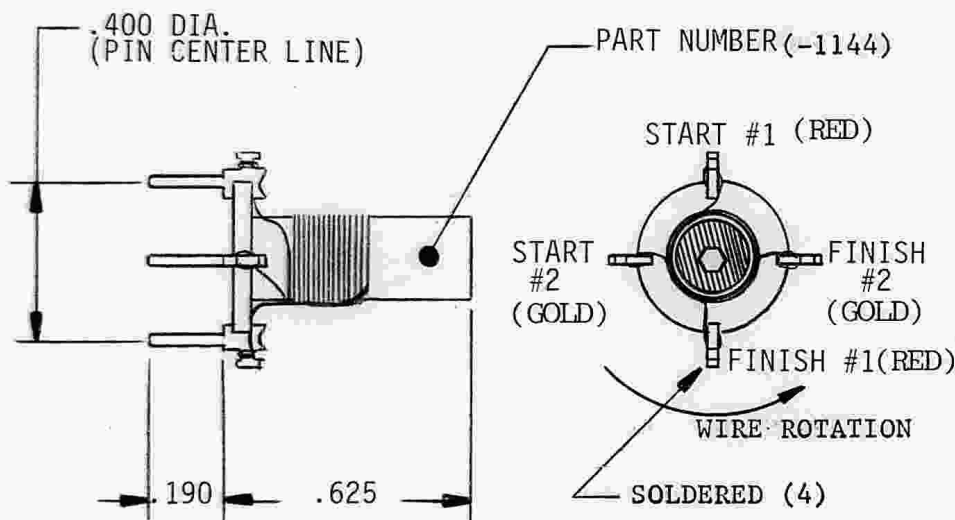 .400 DIA.
(PIN CENTER LINE)
PART NUMBER (-1144)
START #1 (RED)
START
#2
(GOLD)
FINISH
#2
(GOLD)
FINISH #1(RED)
WIRE ROTATION
.190
.625
SOLDERED (4)